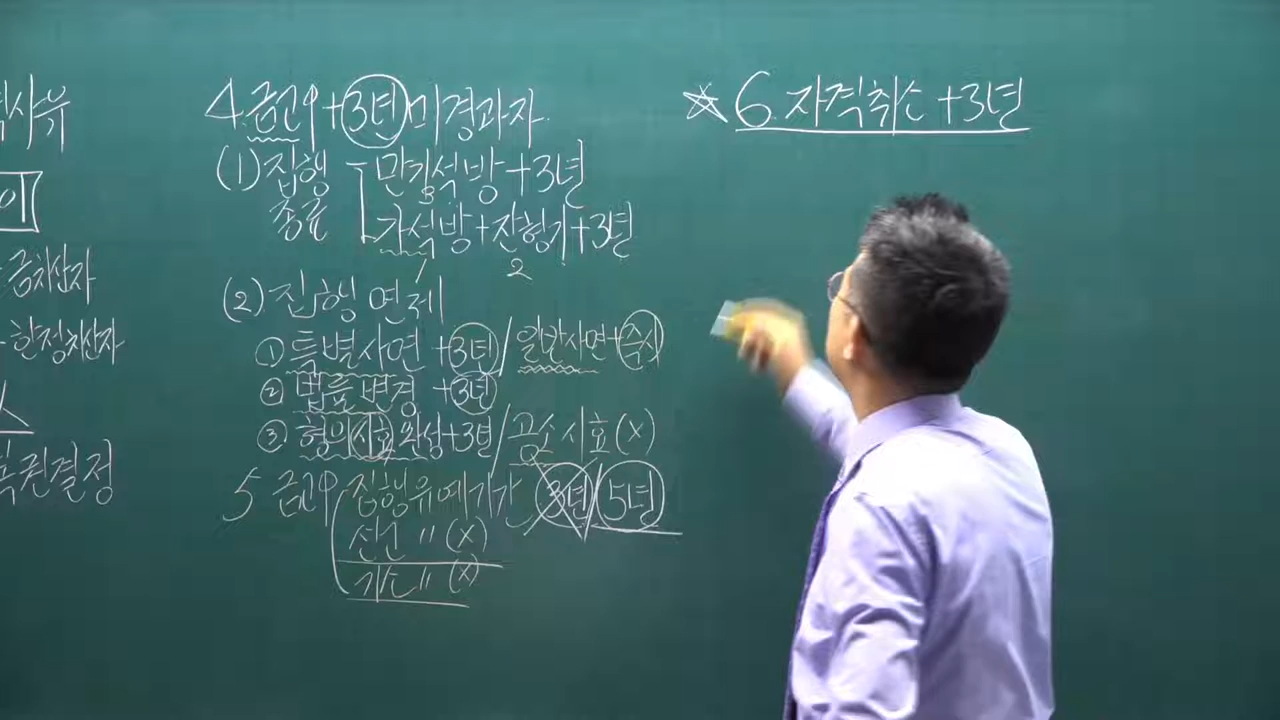 사유
금치산자
한정치산자
복권결정
4. 금고↑ + 3년 미경과자
(1) 집행종료 - 만기석방 + 3년
가석방 + 잔형기 + 3년
3
1 2
(2) 집행면제
① 특별사면 + 3년 / 일반사면 + 즉시
② 법률변경 + 3년
③ 형의시효완성 + 3년 / 공소시효 (X)
5 금고↑ 집행유예기간 3년 / 5년
선고 〃 (X)
기소 〃 (X)
☆ 6. 자격취소 + 3년